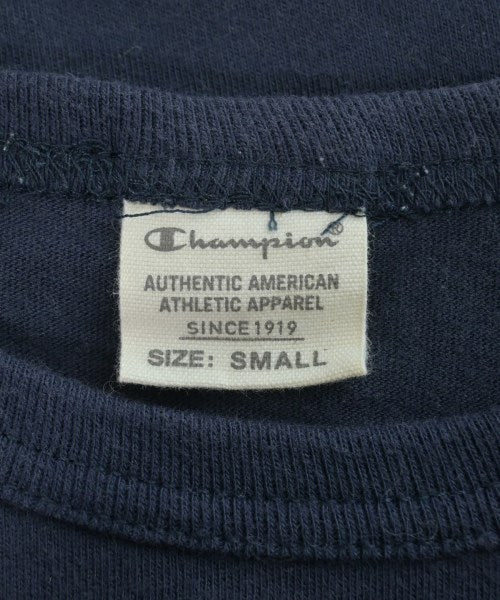 Champion®
AUTHENTIC AMERICAN
ATHLETIC APPAREL
SINCE 1919
SIZE: SMALL